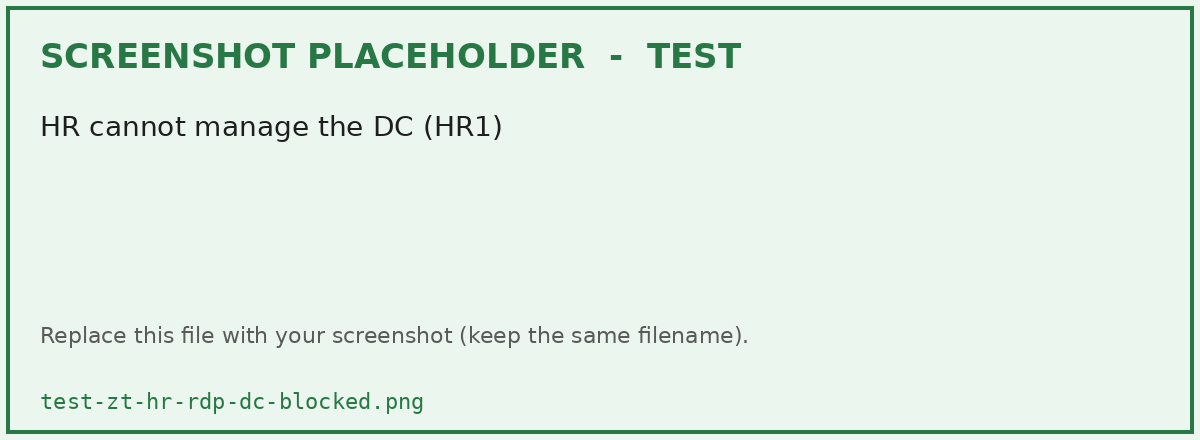 SCREENSHOT PLACEHOLDER - TEST
HR cannot manage the DC (HR1)
Replace this file with your screenshot (keep the same filename).
test-zt-hr-rdp-dc-blocked.png